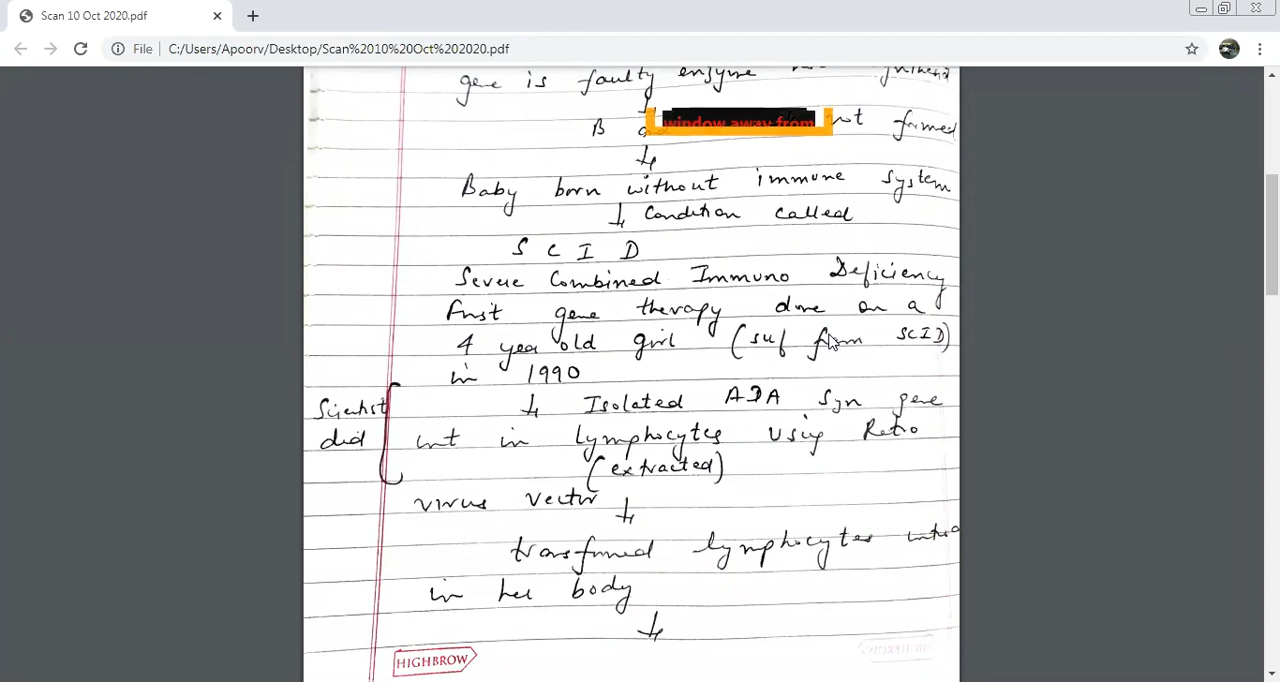 Scan 10 Oct 2020.pdf
File C:/Users/Apoorv/Desktop/Scan%2010%20Oct%202020.pdf
gene is faulty enzyme
B and window away from not formed
Baby born without immune system
↓ Condition called
S C I D
Severe Combined Immuno Deficiency
First gene therapy done on a
4 year old girl (suf from SCID)
in 1990
Scientist
did
↓ Isolated ADA syn gene
int in lymphocytes using Retro
(extracted)
virus vector ↓
transformed lymphocytes
in her body
↓
HIGHBROW